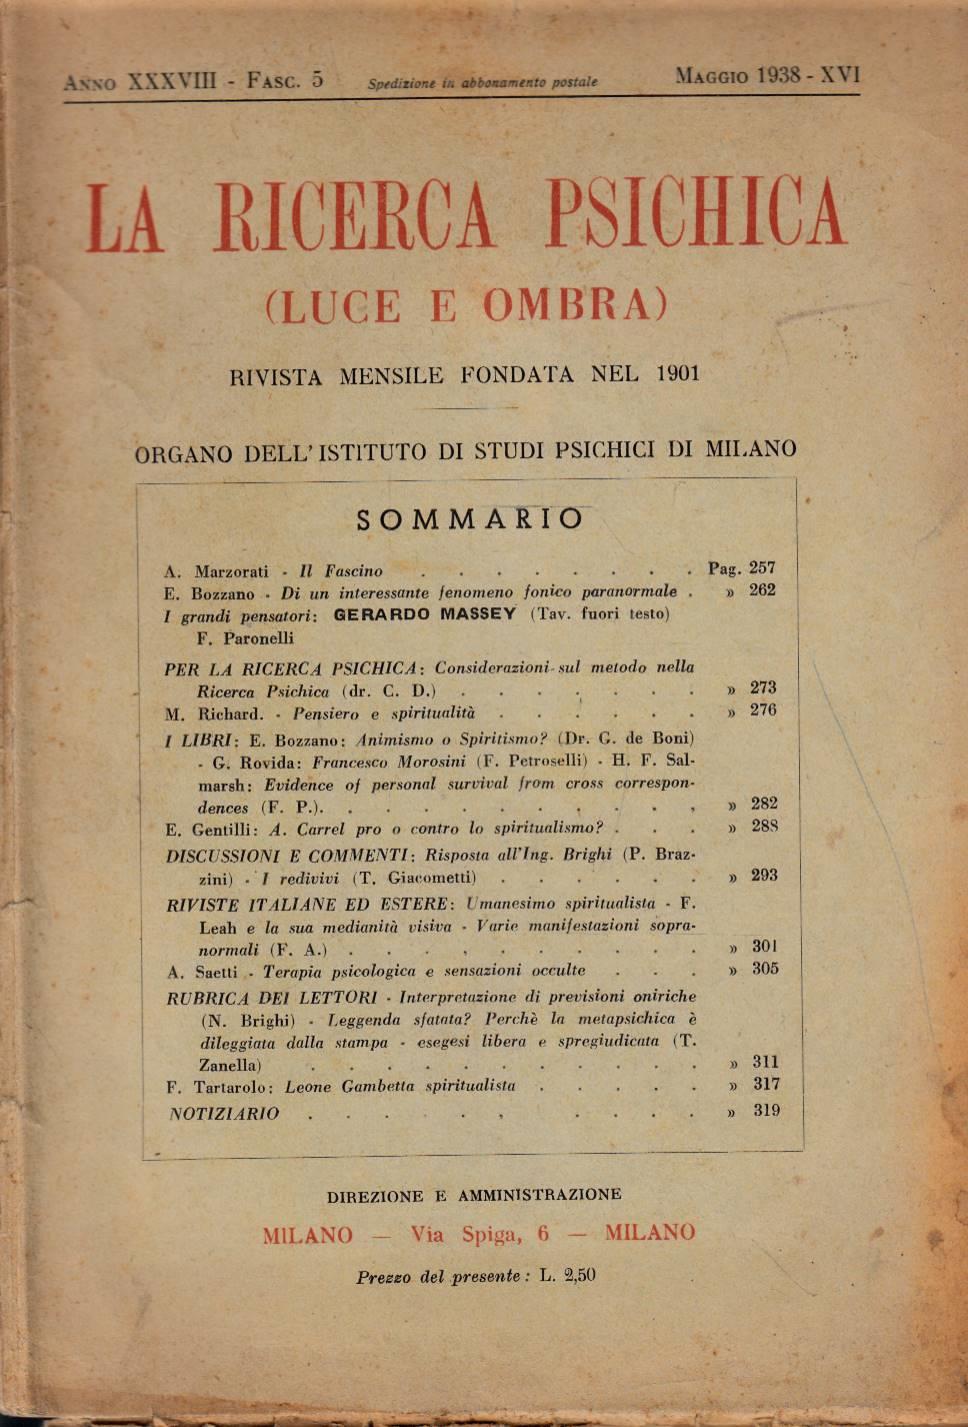 Anno XXXVIII - Fasc. 5 Spedizione in abbonamento postale Maggio 1938 - XVI
LA RICERCA PSICHICA
(LUCE E OMBRA)
RIVISTA MENSILE FONDATA NEL 1901
ORGANO DELL'ISTITUTO DI STUDI PSICHICI DI MILANO
SOMMARIO
A. Marzorati - Il Fascino . . . . . . . . Pag. 257
E. Bozzano - Di un interessante fenomeno fonico paranormale . » 262
I grandi pensatori: GERARDO MASSEY (Tav. fuori testo)
F. Paronelli
PER LA RICERCA PSICHICA: Considerazioni sul metodo nella
Ricerca Psichica (dr. C. D.) . . . . . . . » 273
M. Richard. - Pensiero e spiritualità . . . . . . » 276
I LIBRI: E. Bozzano: Animismo o Spiritismo? (Dr. G. de Boni)
- G. Rovida: Francesco Morosini (F. Petroselli) - H. F. Sal-
marsh: Evidence of personal survival from cross correspon-
dences (F. P.). . . . . . . . . . . » 282
E. Gentilli: A. Carrel pro o contro lo spiritualismo? . . . » 288
DISCUSSIONI E COMMENTI: Risposta all'Ing. Brighi (P. Braz-
zini) - I redivivi (T. Giacometti) . . . . . . » 293
RIVISTE ITALIANE ED ESTERE: Umanesimo spiritualista - F.
Leah e la sua medianità visiva - Varie manifestazioni sopra-
normali (F. A.) . . . . . . . . . . » 301
A. Saetti - Terapia psicologica e sensazioni occulte . . . » 305
RUBRICA DEI LETTORI - Interpretazione di previsioni oniriche
(N. Brighi) - Leggenda sfatata? Perchè la metapsichica è
dileggiata dalla stampa - esegesi libera e spregiudicata (T.
Zanella) . . . . . . . . . . » 311
F. Tartarolo: Leone Gambetta spiritualista . . . . . » 317
NOTIZIARIO . . . . . . . . . . » 319
DIREZIONE E AMMINISTRAZIONE
MILANO — Via Spiga, 6 — MILANO
Prezzo del presente: L. 2,50